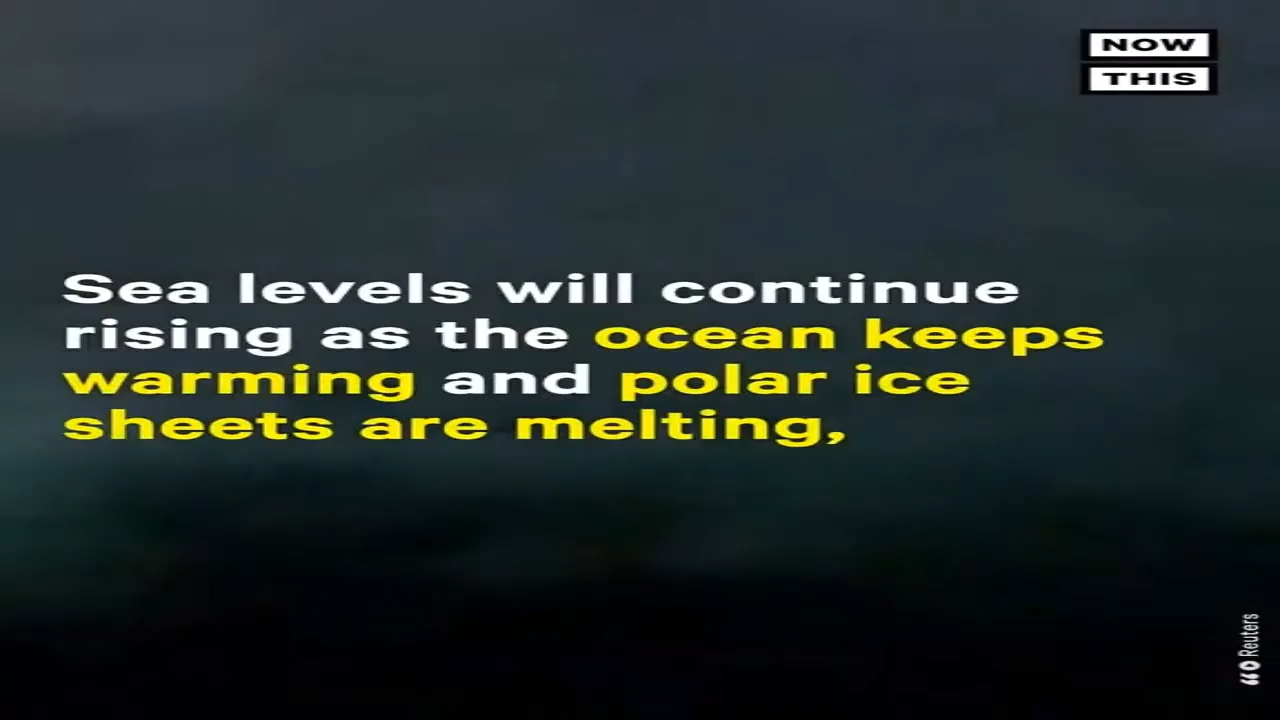 NOW
THIS
Sea levels will continue
rising as the ocean keeps
warming and polar ice
sheets are melting,
Reuters